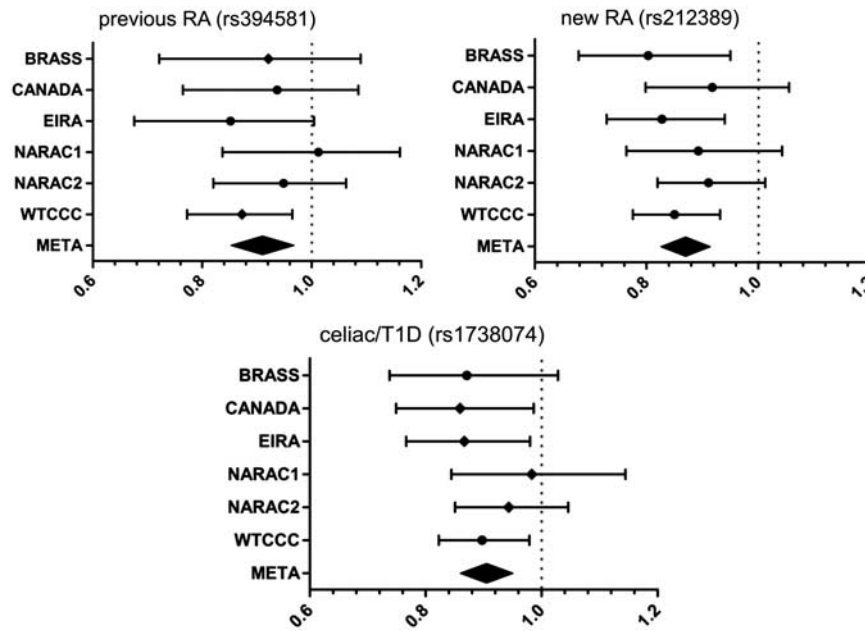 previous RA (rs394581)
BRASS
CANADA
EIRA
NARAC1
NARAC2
WTCCC
META
0.6 0.8 1.0 1.2
new RA (rs212389)
BRASS
CANADA
EIRA
NARAC1
NARAC2
WTCCC
META
0.6 0.8 1.0 1.2
celiac/T1D (rs1738074)
BRASS
CANADA
EIRA
NARAC1
NARAC2
WTCCC
META
0.6 0.8 1.0 1.2